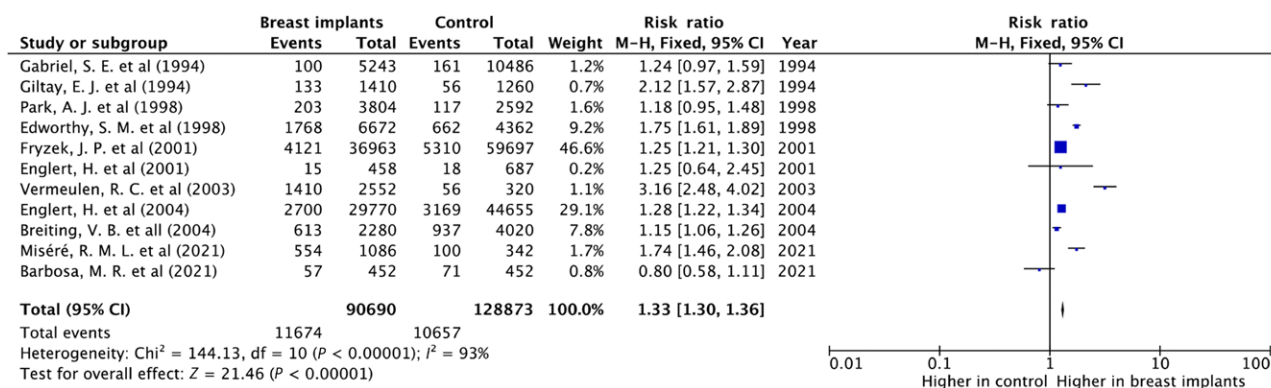 Breast implants Control Risk ratio Risk ratio
Study or subgroup Events Total Events Total Weight M-H, Fixed, 95% CI Year M-H, Fixed, 95% CI
Gabriel, S. E. et al (1994) 100 5243 161 10486 1.2% 1.24 [0.97, 1.59] 1994
Giltay, E. J. et al (1994) 133 1410 56 1260 0.7% 2.12 [1.57, 2.87] 1994
Park, A. J. et al (1998) 203 3804 117 2592 1.6% 1.18 [0.95, 1.48] 1998
Edworthy, S. M. et al (1998) 1768 6672 662 4362 9.2% 1.75 [1.61, 1.89] 1998
Fryzek, J. P. et al (2001) 4121 36963 5310 59697 46.6% 1.25 [1.21, 1.30] 2001
Englert, H. et al (2001) 15 458 18 687 0.2% 1.25 [0.64, 2.45] 2001
Vermeulen, R. C. et al (2003) 1410 2552 56 320 1.1% 3.16 [2.48, 4.02] 2003
Englert, H. et al (2004) 2700 29770 3169 44655 29.1% 1.28 [1.22, 1.34] 2004
Breiting, V. B. et all (2004) 613 2280 937 4020 7.8% 1.15 [1.06, 1.26] 2004
Miséré, R. M. L. et al (2021) 554 1086 100 342 1.7% 1.74 [1.46, 2.08] 2021
Barbosa, M. R. et al (2021) 57 452 71 452 0.8% 0.80 [0.58, 1.11] 2021
Total (95% CI) 90690 128873 100.0% 1.33 [1.30, 1.36]
Total events 11674 10657
Heterogeneity: Chi² = 144.13, df = 10 (P < 0.00001); I² = 93%
Test for overall effect: Z = 21.46 (P < 0.00001)
0.01 0.1 1 10 100
Higher in control Higher in breast implants